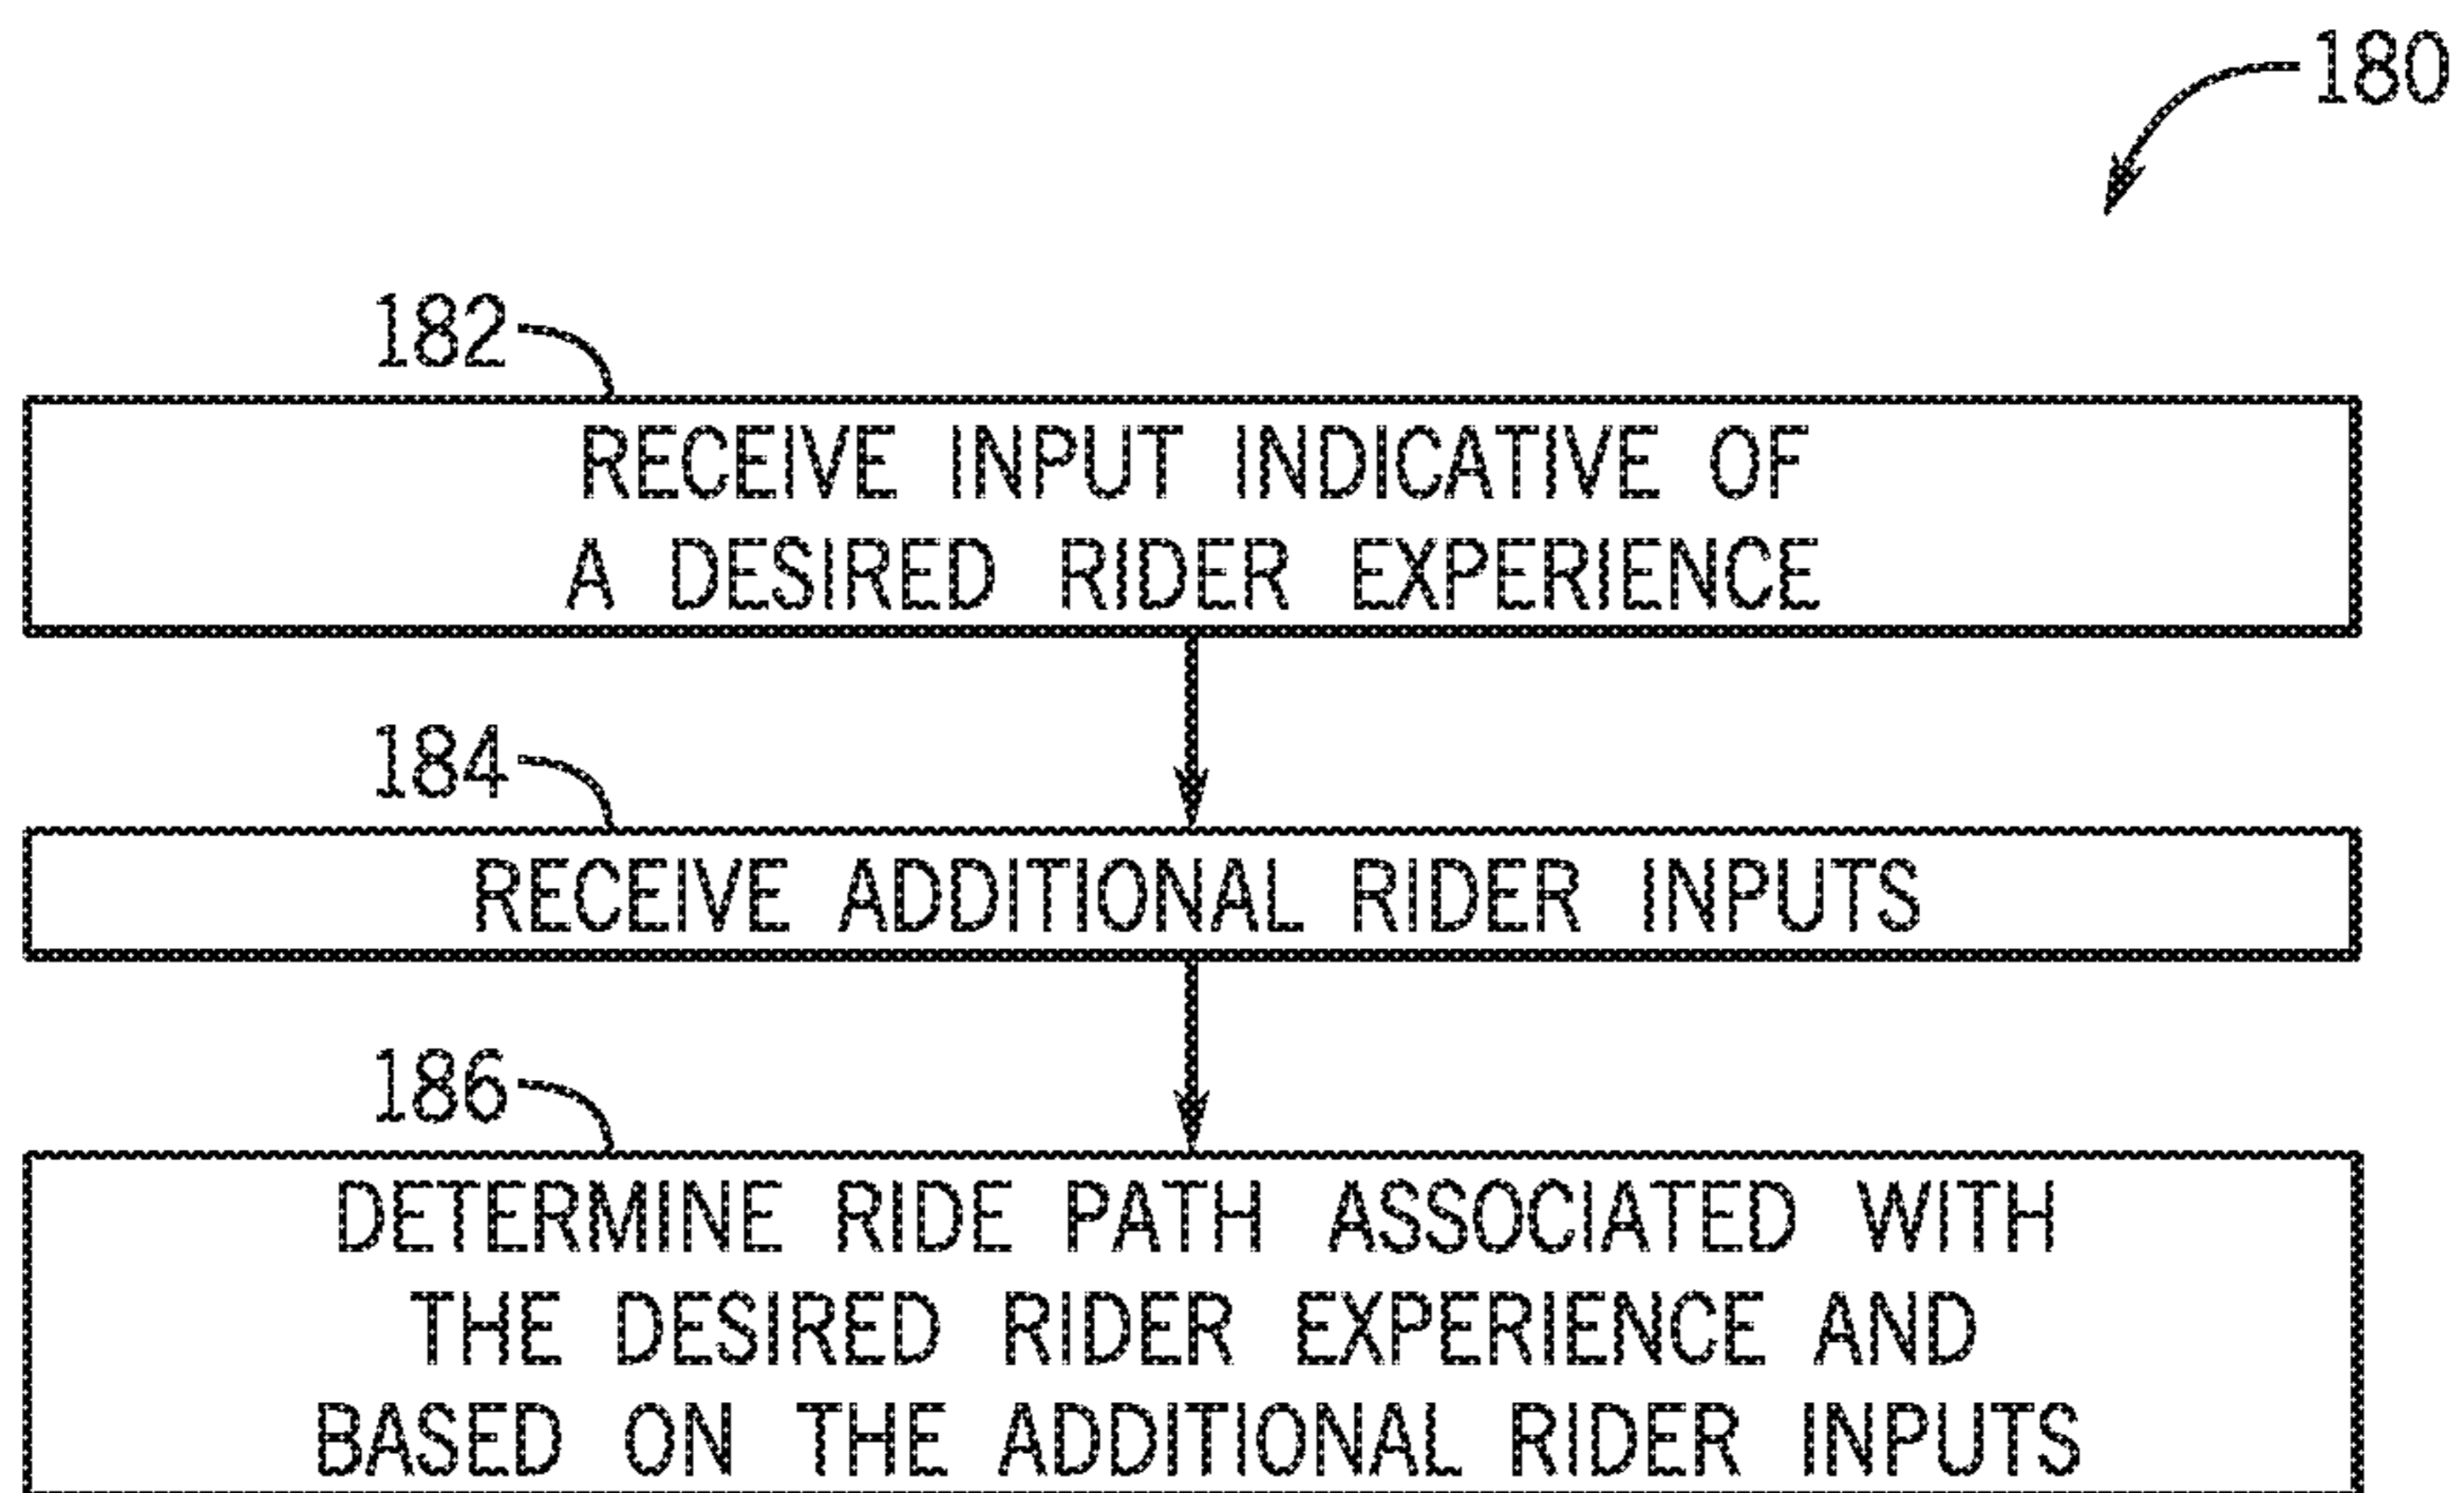 180
182
RECEIVE INPUT INDICATIVE OF
A DESIRED RIDER EXPERIENCE
184
RECEIVE ADDITIONAL RIDER INPUTS
186
DETERMINE RIDE PATH ASSOCIATED WITH
THE DESIRED RIDER EXPERIENCE AND
BASED ON THE ADDITIONAL RIDER INPUTS